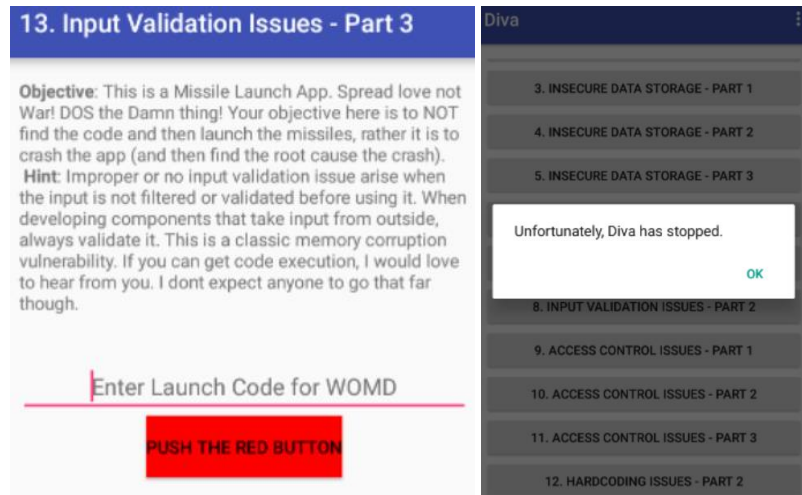 13. Input Validation Issues - Part 3
Objective: This is a Missile Launch App. Spread love not
War! DOS the Damn thing! Your objective here is to NOT
find the code and then launch the missiles, rather it is to
crash the app (and then find the root cause the crash).
Hint: Improper or no input validation issue arise when
the input is not filtered or validated before using it. When
developing components that take input from outside,
always validate it. This is a classic memory corruption
vulnerability. If you can get code execution, I would love
to hear from you. I dont expect anyone to go that far
though.
Enter Launch Code for WOMD
PUSH THE RED BUTTON
Diva
3. INSECURE DATA STORAGE - PART 1
4. INSECURE DATA STORAGE - PART 2
5. INSECURE DATA STORAGE - PART 3
Unfortunately, Diva has stopped.
OK
8. INPUT VALIDATION ISSUES - PART 2
9. ACCESS CONTROL ISSUES - PART 1
10. ACCESS CONTROL ISSUES - PART 2
11. ACCESS CONTROL ISSUES - PART 3
12. HARDCODING ISSUES - PART 2